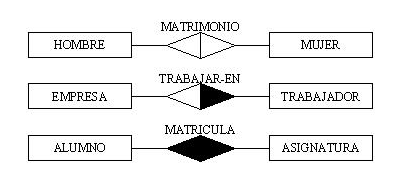 MATRIMONIO
HOMBRE MUJER
TRABAJAR-EN
EMPRESA TRABAJADOR
MATRICULA
ALUMNO ASIGNATURA